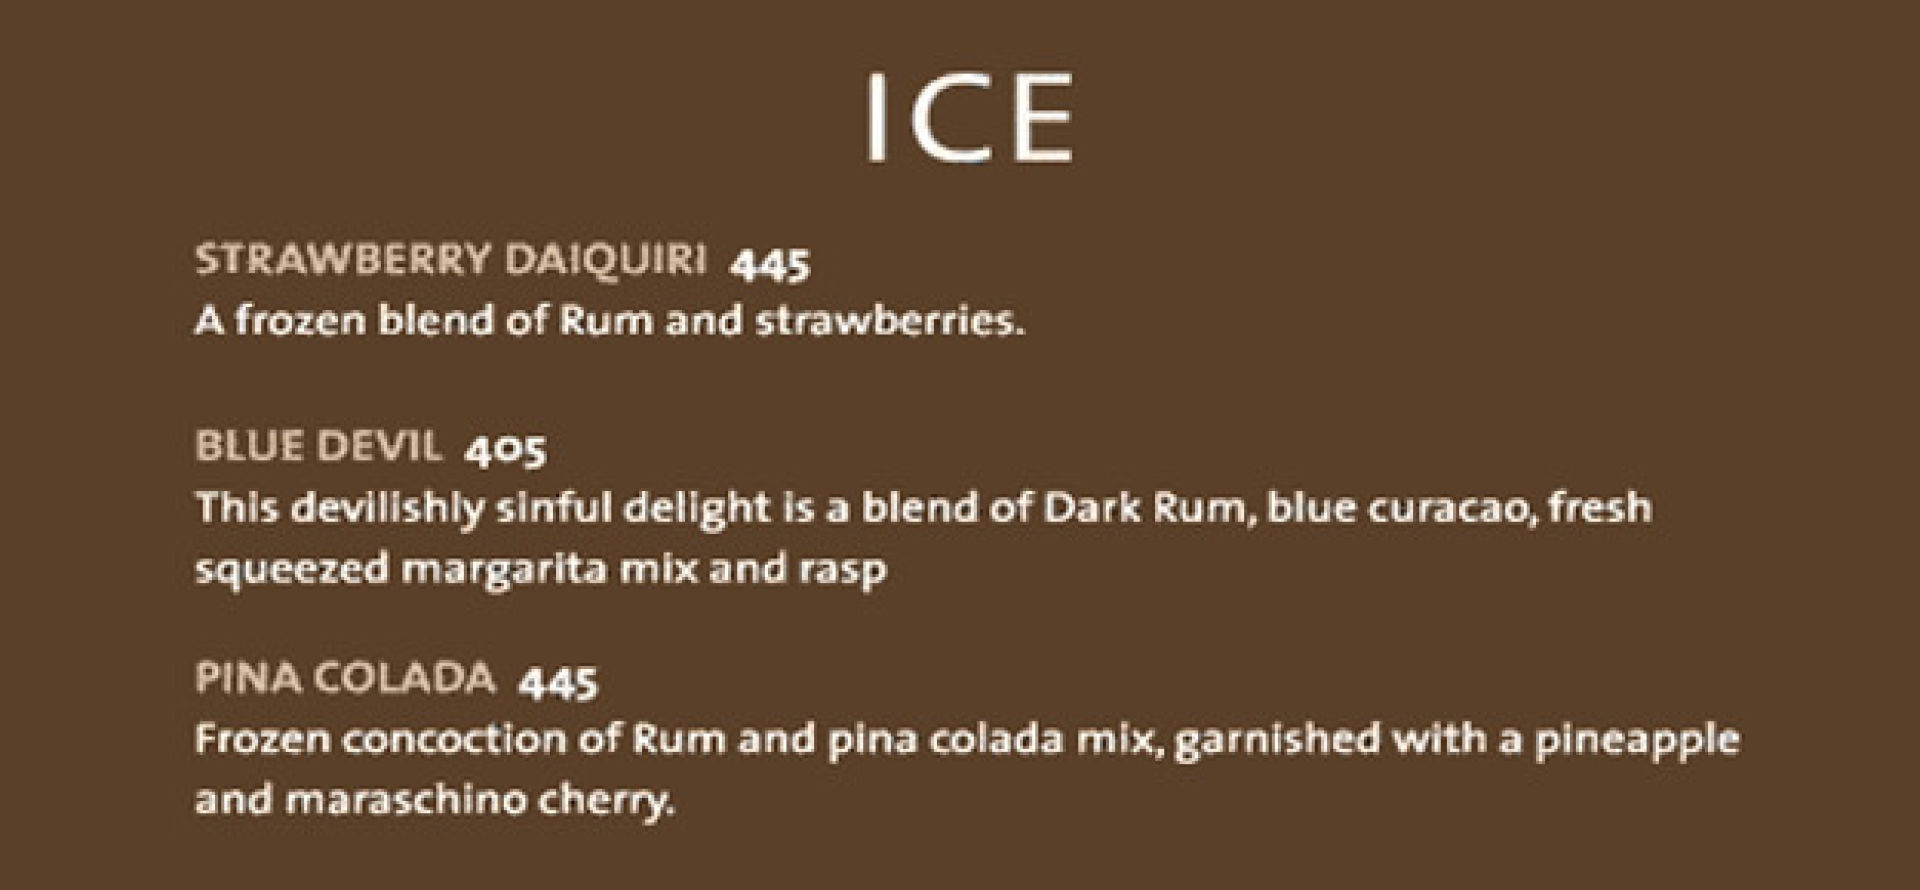 ICE
STRAWBERRY DAIQUIRI 445
A frozen blend of Rum and strawberries.
BLUE DEVIL 405
This devilishly sinful delight is a blend of Dark Rum, blue curacao, fresh
squeezed margarita mix and rasp
PINA COLADA 445
Frozen concoction of Rum and pina colada mix, garnished with a pineapple
and maraschino cherry.